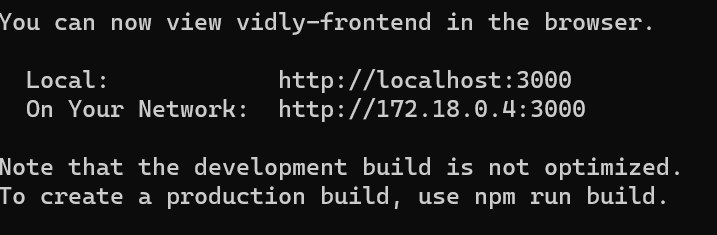 You can now view vidly-frontend in the browser.
Local: http://localhost:3000
On Your Network: http://172.18.0.4:3000
Note that the development build is not optimized.
To create a production build, use npm run build.